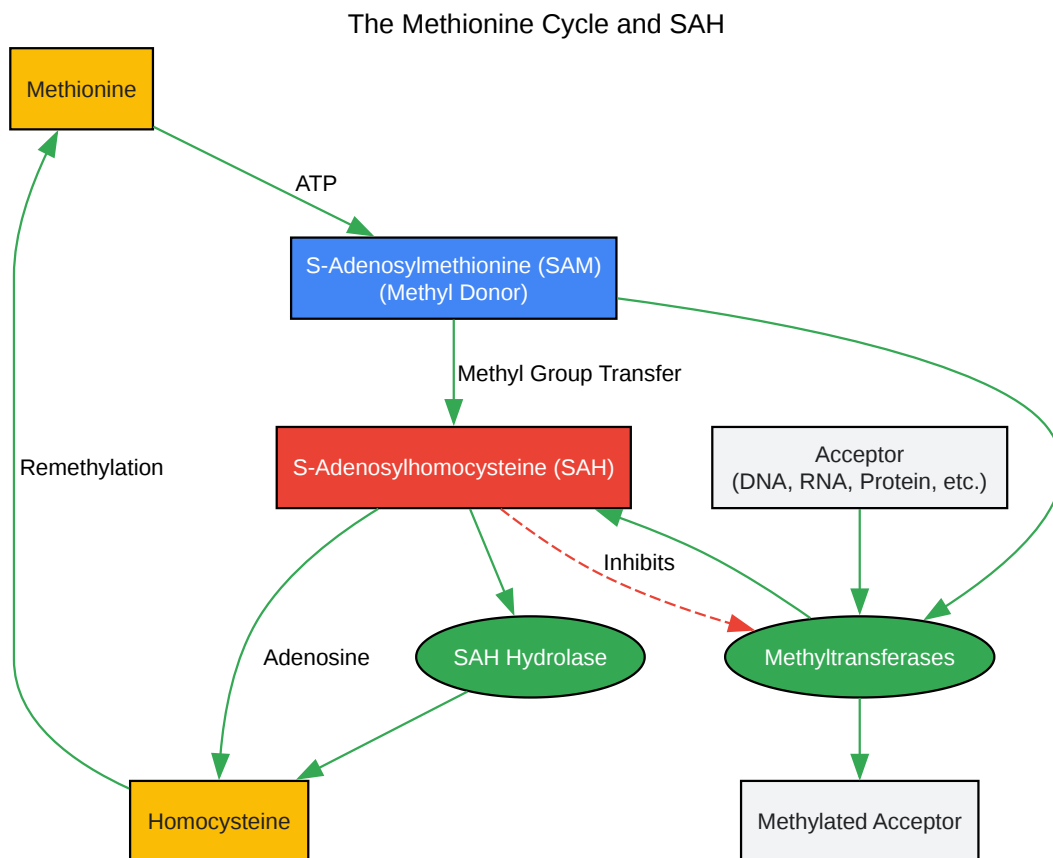 The Methionine Cycle and SAH
Methionine
ATP
S-Adenosylmethionine (SAM)
(Methyl Donor)
Methyl Group Transfer
S-Adenosylhomocysteine (SAH)
Acceptor
(DNA, RNA, Protein, etc.)
Remethylation
Inhibits
Adenosine
SAH Hydrolase
Methyltransferases
Homocysteine
Methylated Acceptor